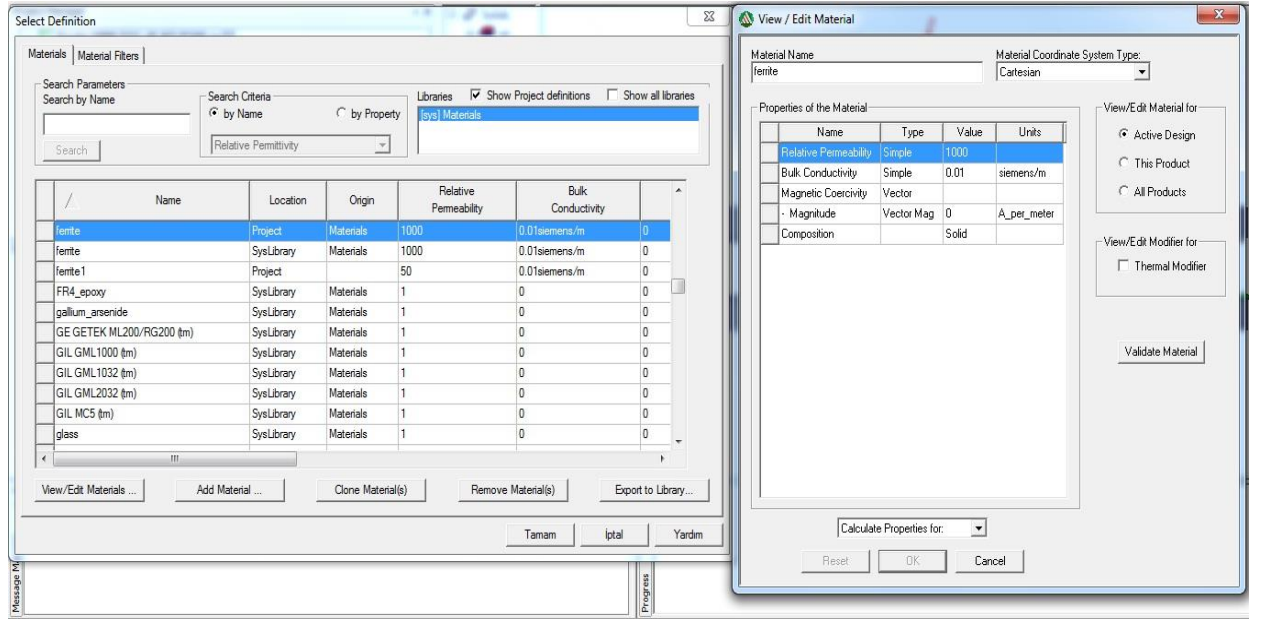 Select Definition
Materials
Material Filters
Search Parameters
Search by Name
Search
Search Criteria
by Name
by Property
Relative Permittivity
Libraries
Show Project definitions
Show all libraries
[sys] Materials
/ Name Location Origin Relative Permeability Bulk Conductivity
ferrite Project Materials 1000 0.01siemens/m 0
ferrite SysLibrary Materials 1000 0.01siemens/m 0
ferrite1 Project 50 0.01siemens/m 0
FR4_epoxy SysLibrary Materials 1 0 0
gallium_arsenide SysLibrary Materials 1 0 0
GE GETEK ML200/RG200 (tm) SysLibrary Materials 1 0 0
GIL GML1000 (tm) SysLibrary Materials 1 0 0
GIL GML1032 (tm) SysLibrary Materials 1 0 0
GIL GML2032 (tm) SysLibrary Materials 1 0 0
GIL MC5 (tm) SysLibrary Materials 1 0 0
glass SysLibrary Materials 1 0 0
View/Edit Materials ...
Add Material ...
Clone Material(s)
Remove Material(s)
Export to Library...
Tamam
İptal
Yardım
Progress
View / Edit Material
Material Name
ferrite
Material Coordinate System Type:
Cartesian
Properties of the Material
Name Type Value Units
Relative Permeability Simple 1000
Bulk Conductivity Simple 0.01 siemens/m
Magnetic Coercivity Vector
- Magnitude Vector Mag 0 A_per_meter
Composition Solid
View/Edit Material for
Active Design
This Product
All Products
View/Edit Modifier for
Thermal Modifier
Validate Material
Calculate Properties for:
Reset
OK
Cancel